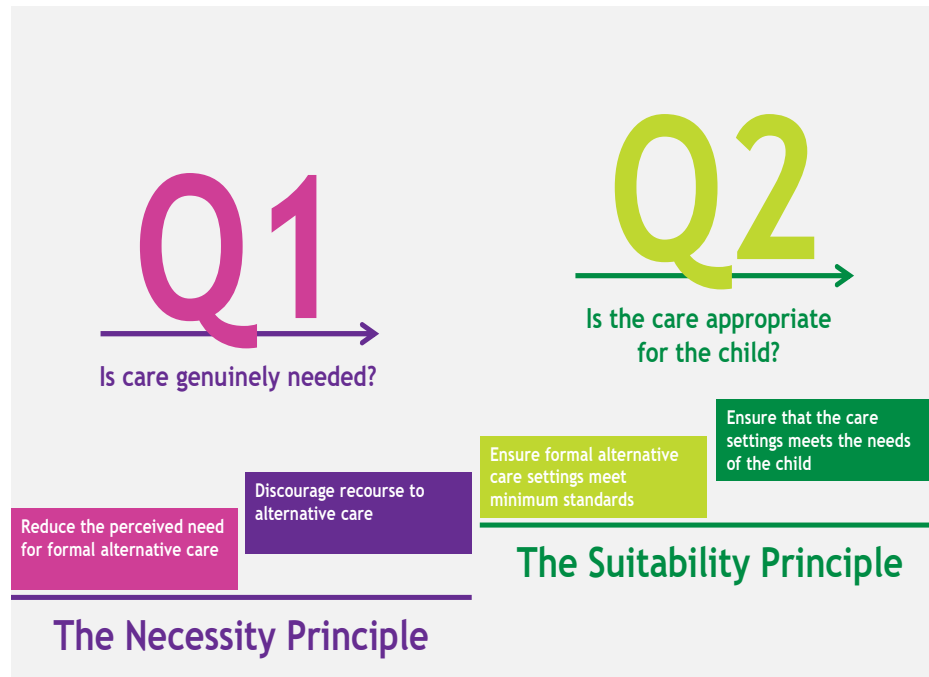 Q1
Is care genuinely needed?
Reduce the perceived need
for formal alternative care
Discourage recourse to
alternative care
The Necessity Principle
Q2
Is the care appropriate
for the child?
Ensure formal alternative
care settings meet
minimum standards
Ensure that the care
settings meets the needs
of the child
The Suitability Principle